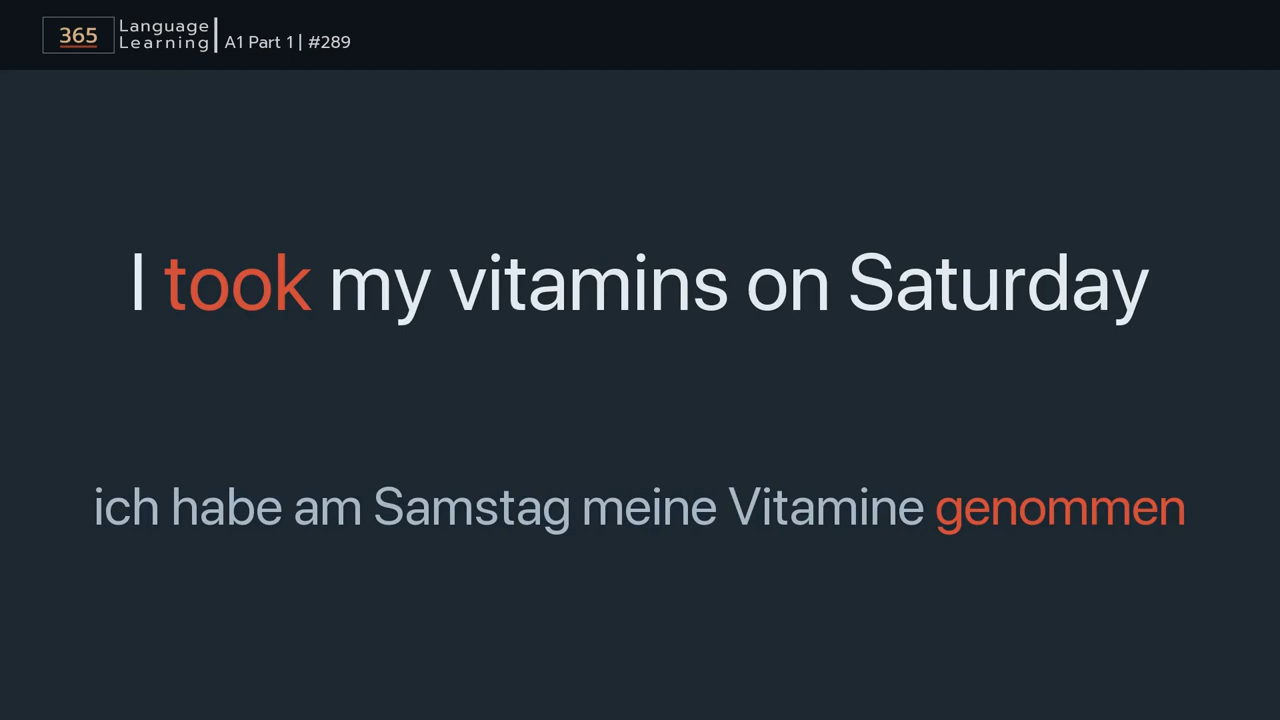 365 Language Learning A1 Part 1 | #289
I took my vitamins on Saturday
ich habe am Samstag meine Vitamine genommen